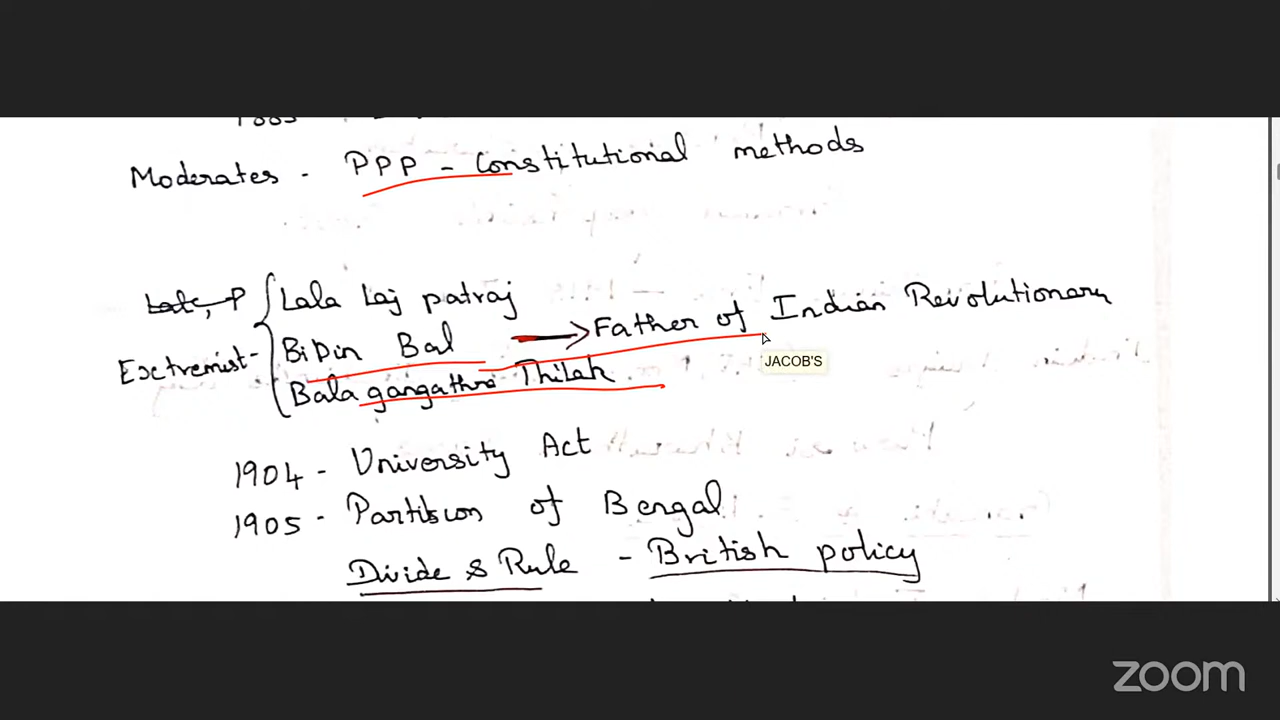 1885
Moderates - PPP - Constitutional methods
Lala Laj patraj
Extremist - Bipin Bal → Father of Indian Revolutionary
JACOB'S
Bala gangathra Thilak
1904 - University Act
1905 - Partition of Bengal
Divide & Rule - British policy
zoom